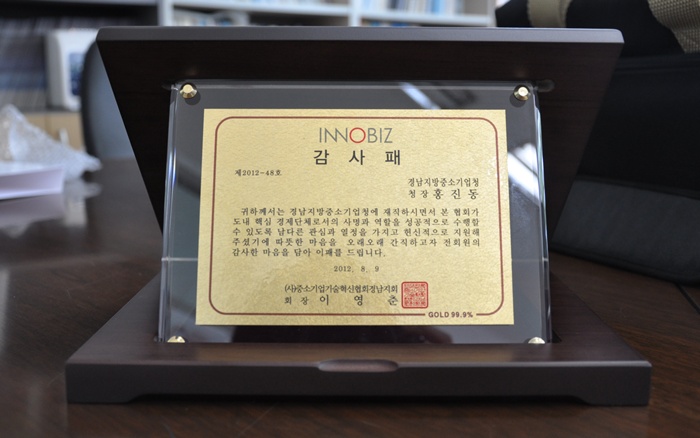 INNOBIZ
감 사 패
제2012-48호
경남지방중소기업청
청 장 홍 진 동
귀하께서는 경남지방중소기업청에 재직하시면서 본 협회가
도내 핵심 경제단체로서의 사명과 역할을 성공적으로 수행할
수 있도록 남다른 관심과 열정을 가지고 헌신적으로 지원해
주셨기에 따뜻한 마음을 오래오래 간직하고자 전회원의
감사한 마음을 담아 이패를 드립니다.
2012. 8. 9
(사)중소기업기술혁신협회경남지회
회 장 이 영 춘
GOLD 99.9%